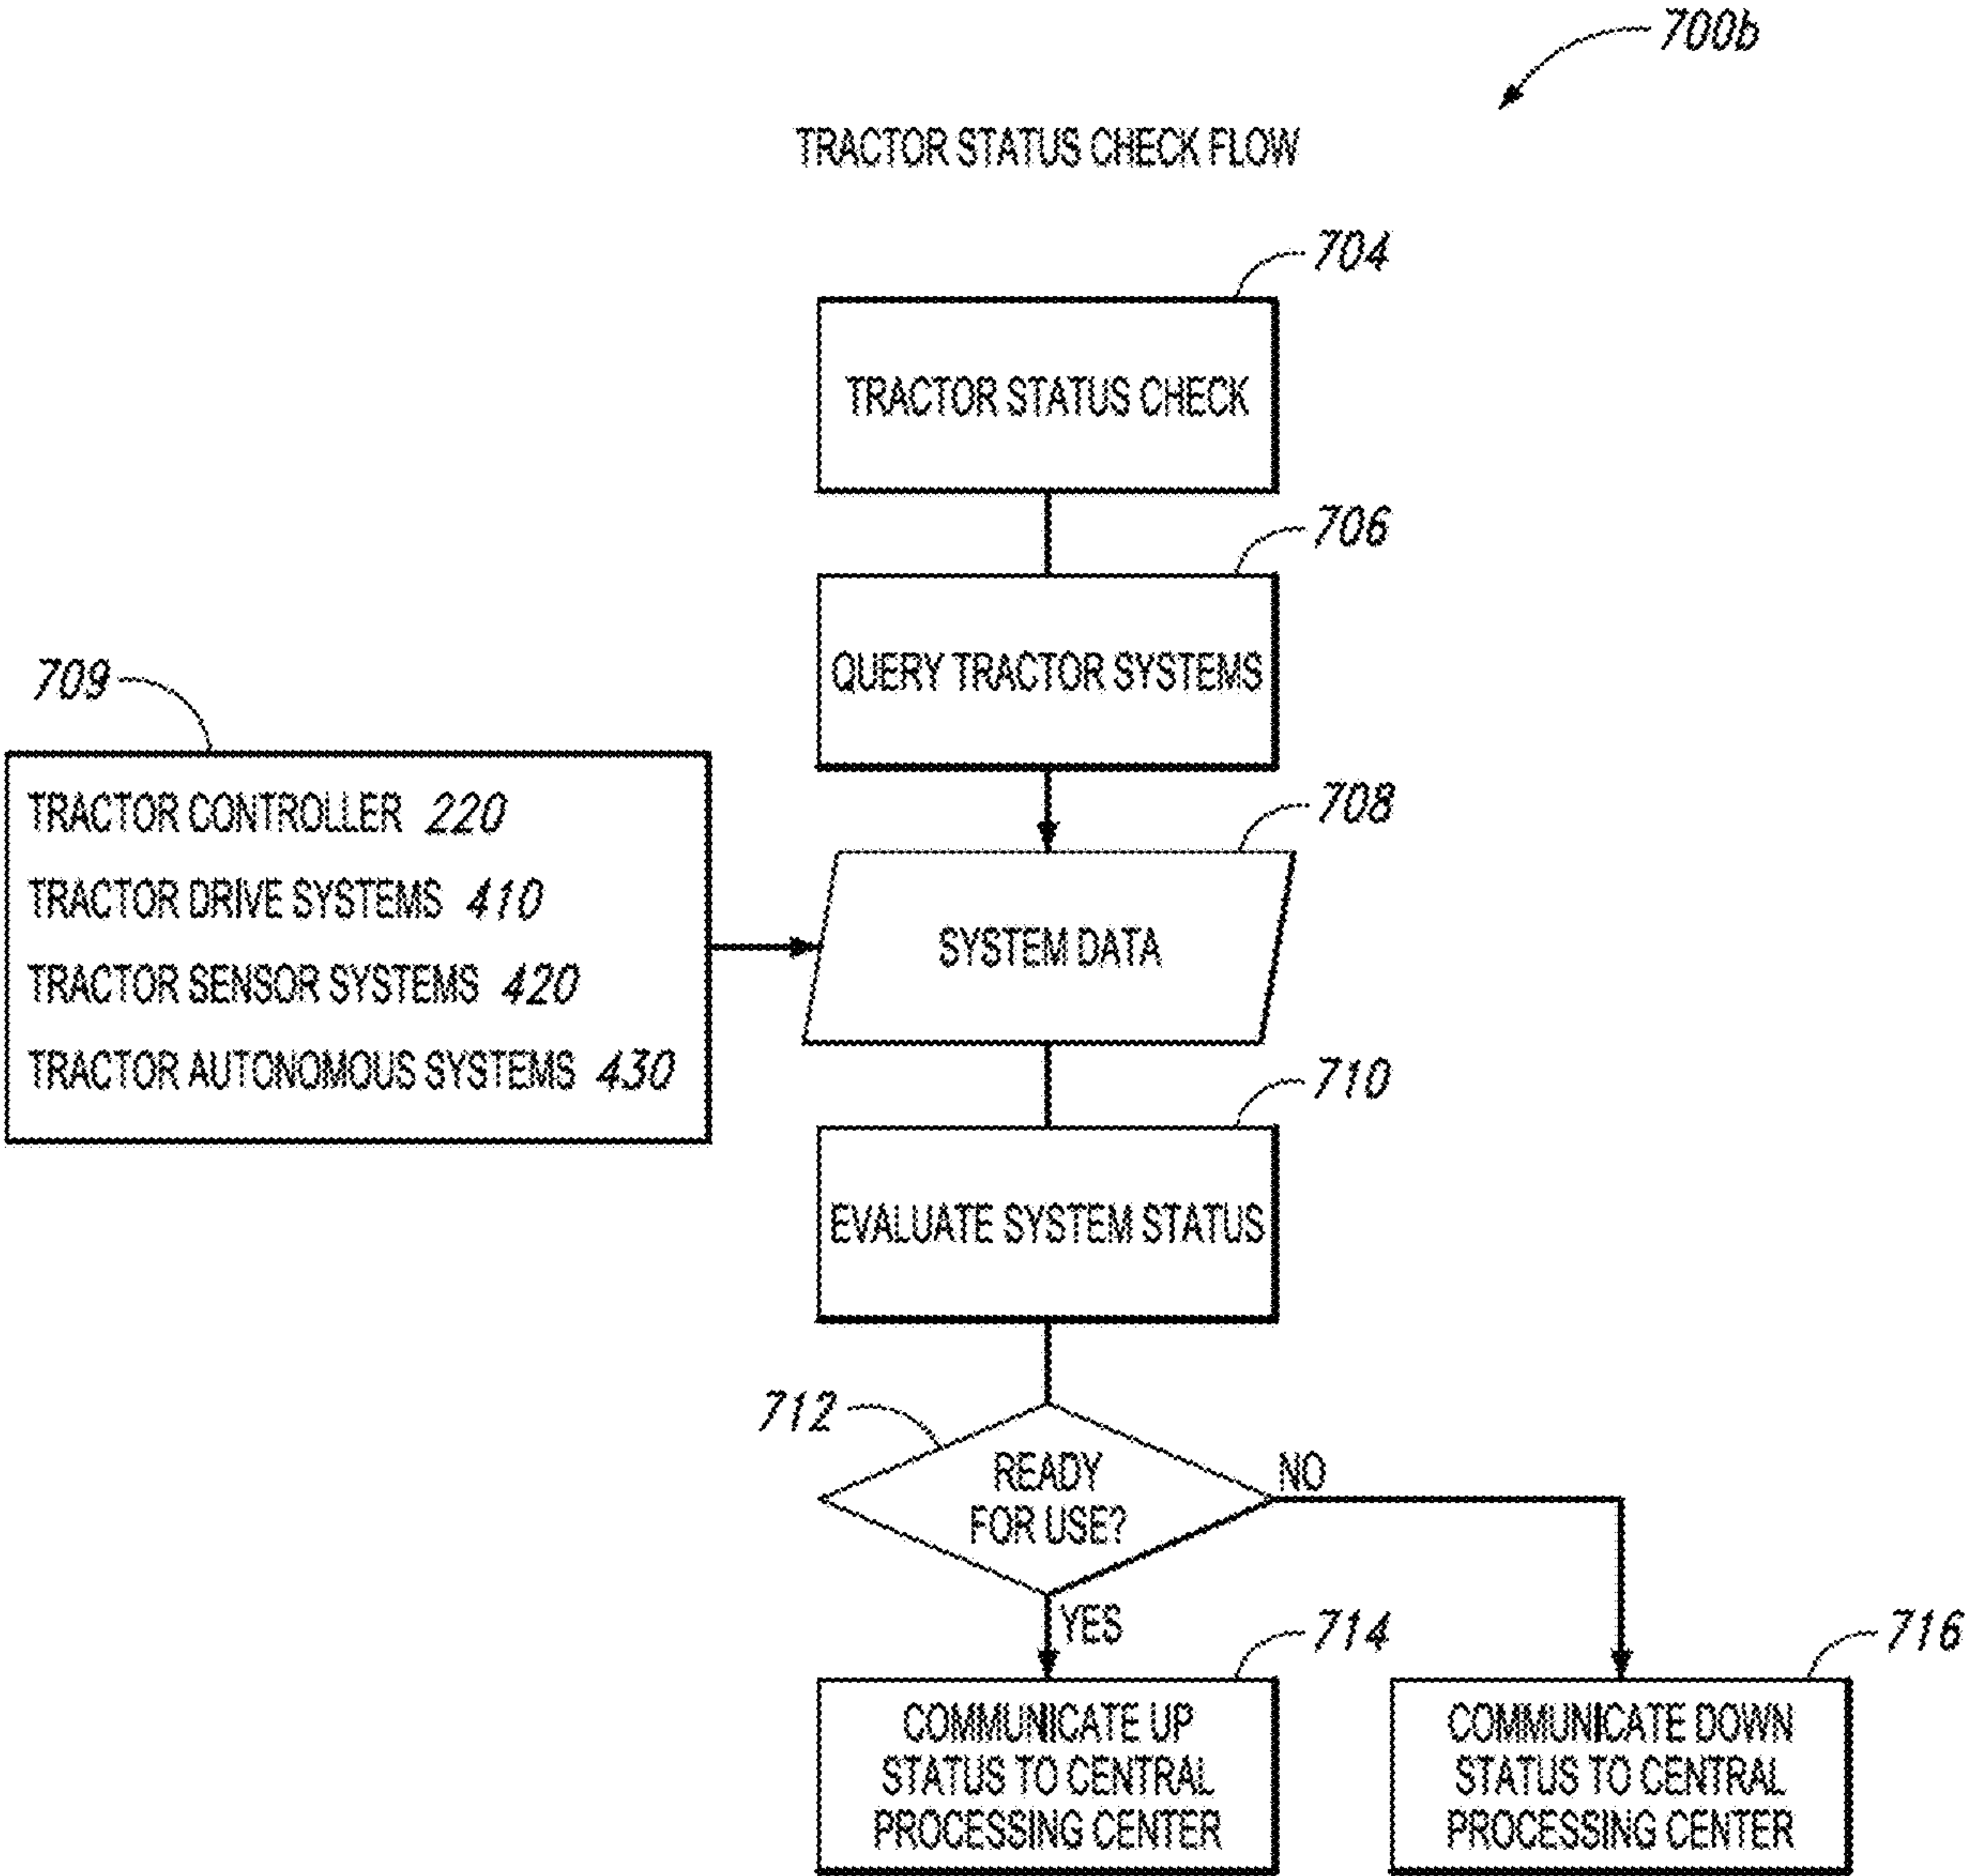 700b
TRACTOR STATUS CHECK FLOW
704
TRACTOR STATUS CHECK
706
QUERY TRACTOR SYSTEMS
709
TRACTOR CONTROLLER 220
TRACTOR DRIVE SYSTEMS 410
TRACTOR SENSOR SYSTEMS 420
TRACTOR AUTONOMOUS SYSTEMS 430
708
SYSTEM DATA
710
EVALUATE SYSTEM STATUS
712
READY
FOR USE?
NO
YES
714
COMMUNICATE UP
STATUS TO CENTRAL
PROCESSING CENTER
716
COMMUNICATE DOWN
STATUS TO CENTRAL
PROCESSING CENTER